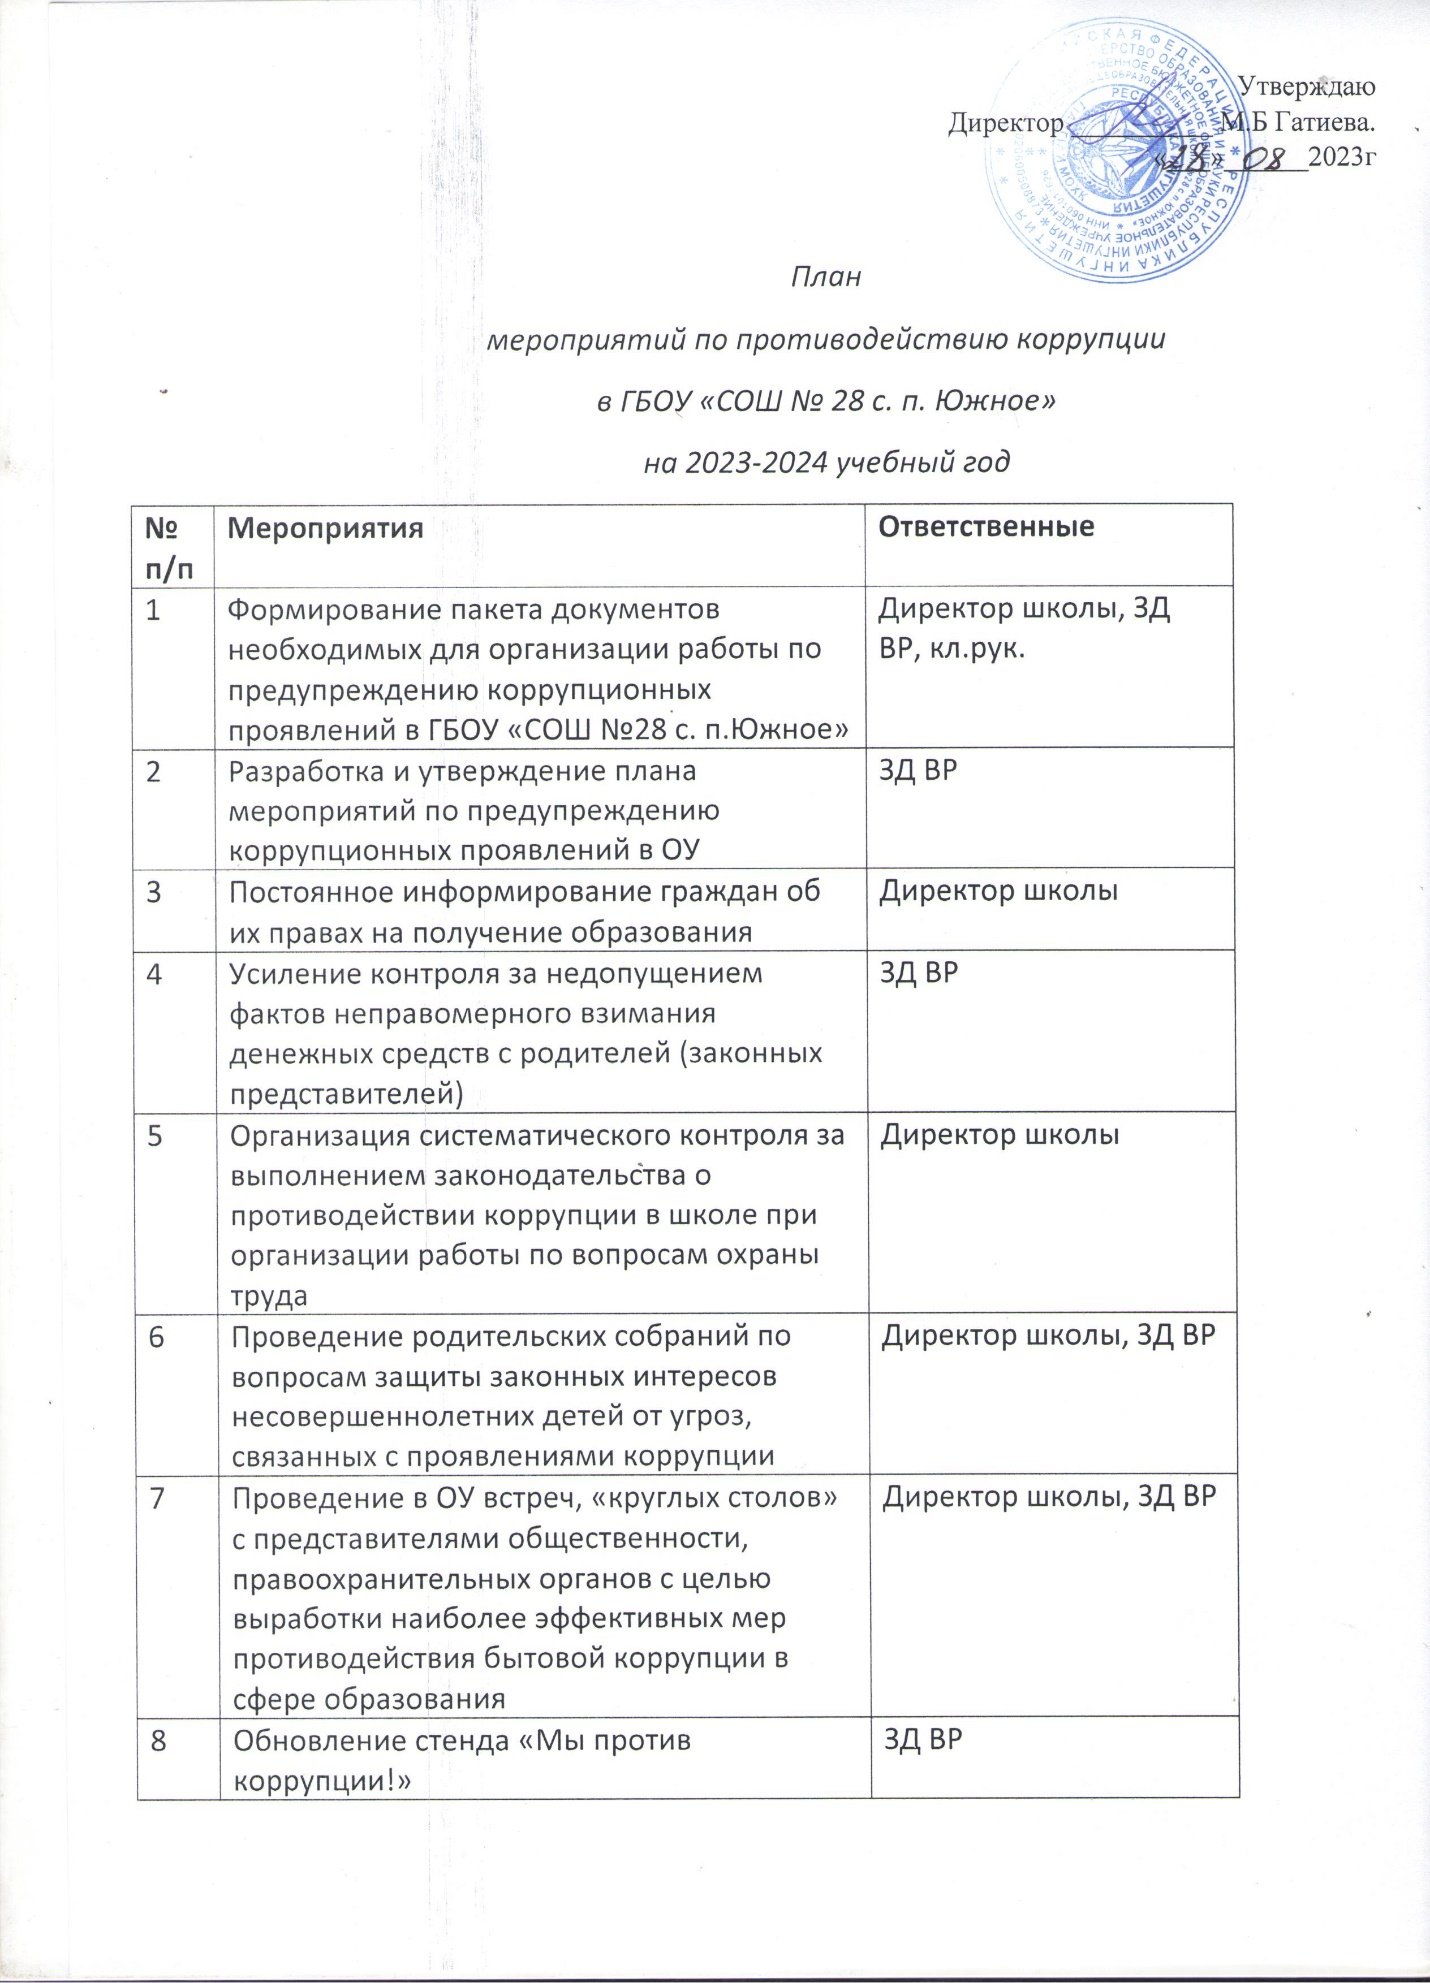 Утверждаю
Директор__________ М.Б Гатиева.
«28» 08 2023г
План
мероприятий по противодействию коррупции
в ГБОУ «СОШ № 28 с. п. Южное»
на 2023-2024 учебный год
№ п/п Мероприятия Ответственные
1 Формирование пакета документов Директор школы, ЗД
необходимых для организации работы по ВР, кл.рук.
предупреждению коррупционных
проявлений в ГБОУ «СОШ №28 с. п.Южное»
2 Разработка и утверждение плана ЗД ВР
мероприятий по предупреждению
коррупционных проявлений в ОУ
3 Постоянное информирование граждан об Директор школы
их правах на получение образования
4 Усиление контроля за недопущением ЗД ВР
фактов неправомерного взимания
денежных средств с родителей (законных
представителей)
5 Организация систематического контроля за Директор школы
выполнением законодательства о
противодействии коррупции в школе при
организации работы по вопросам охраны
труда
6 Проведение родительских собраний по Директор школы, ЗД ВР
вопросам защиты законных интересов
несовершеннолетних детей от угроз,
связанных с проявлениями коррупции
7 Проведение в ОУ встреч, «круглых столов» Директор школы, ЗД ВР
с представителями общественности,
правоохранительных органов с целью
выработки наиболее эффективных мер
противодействия бытовой коррупции в
сфере образования
8 Обновление стенда «Мы против ЗД ВР
коррупции!»